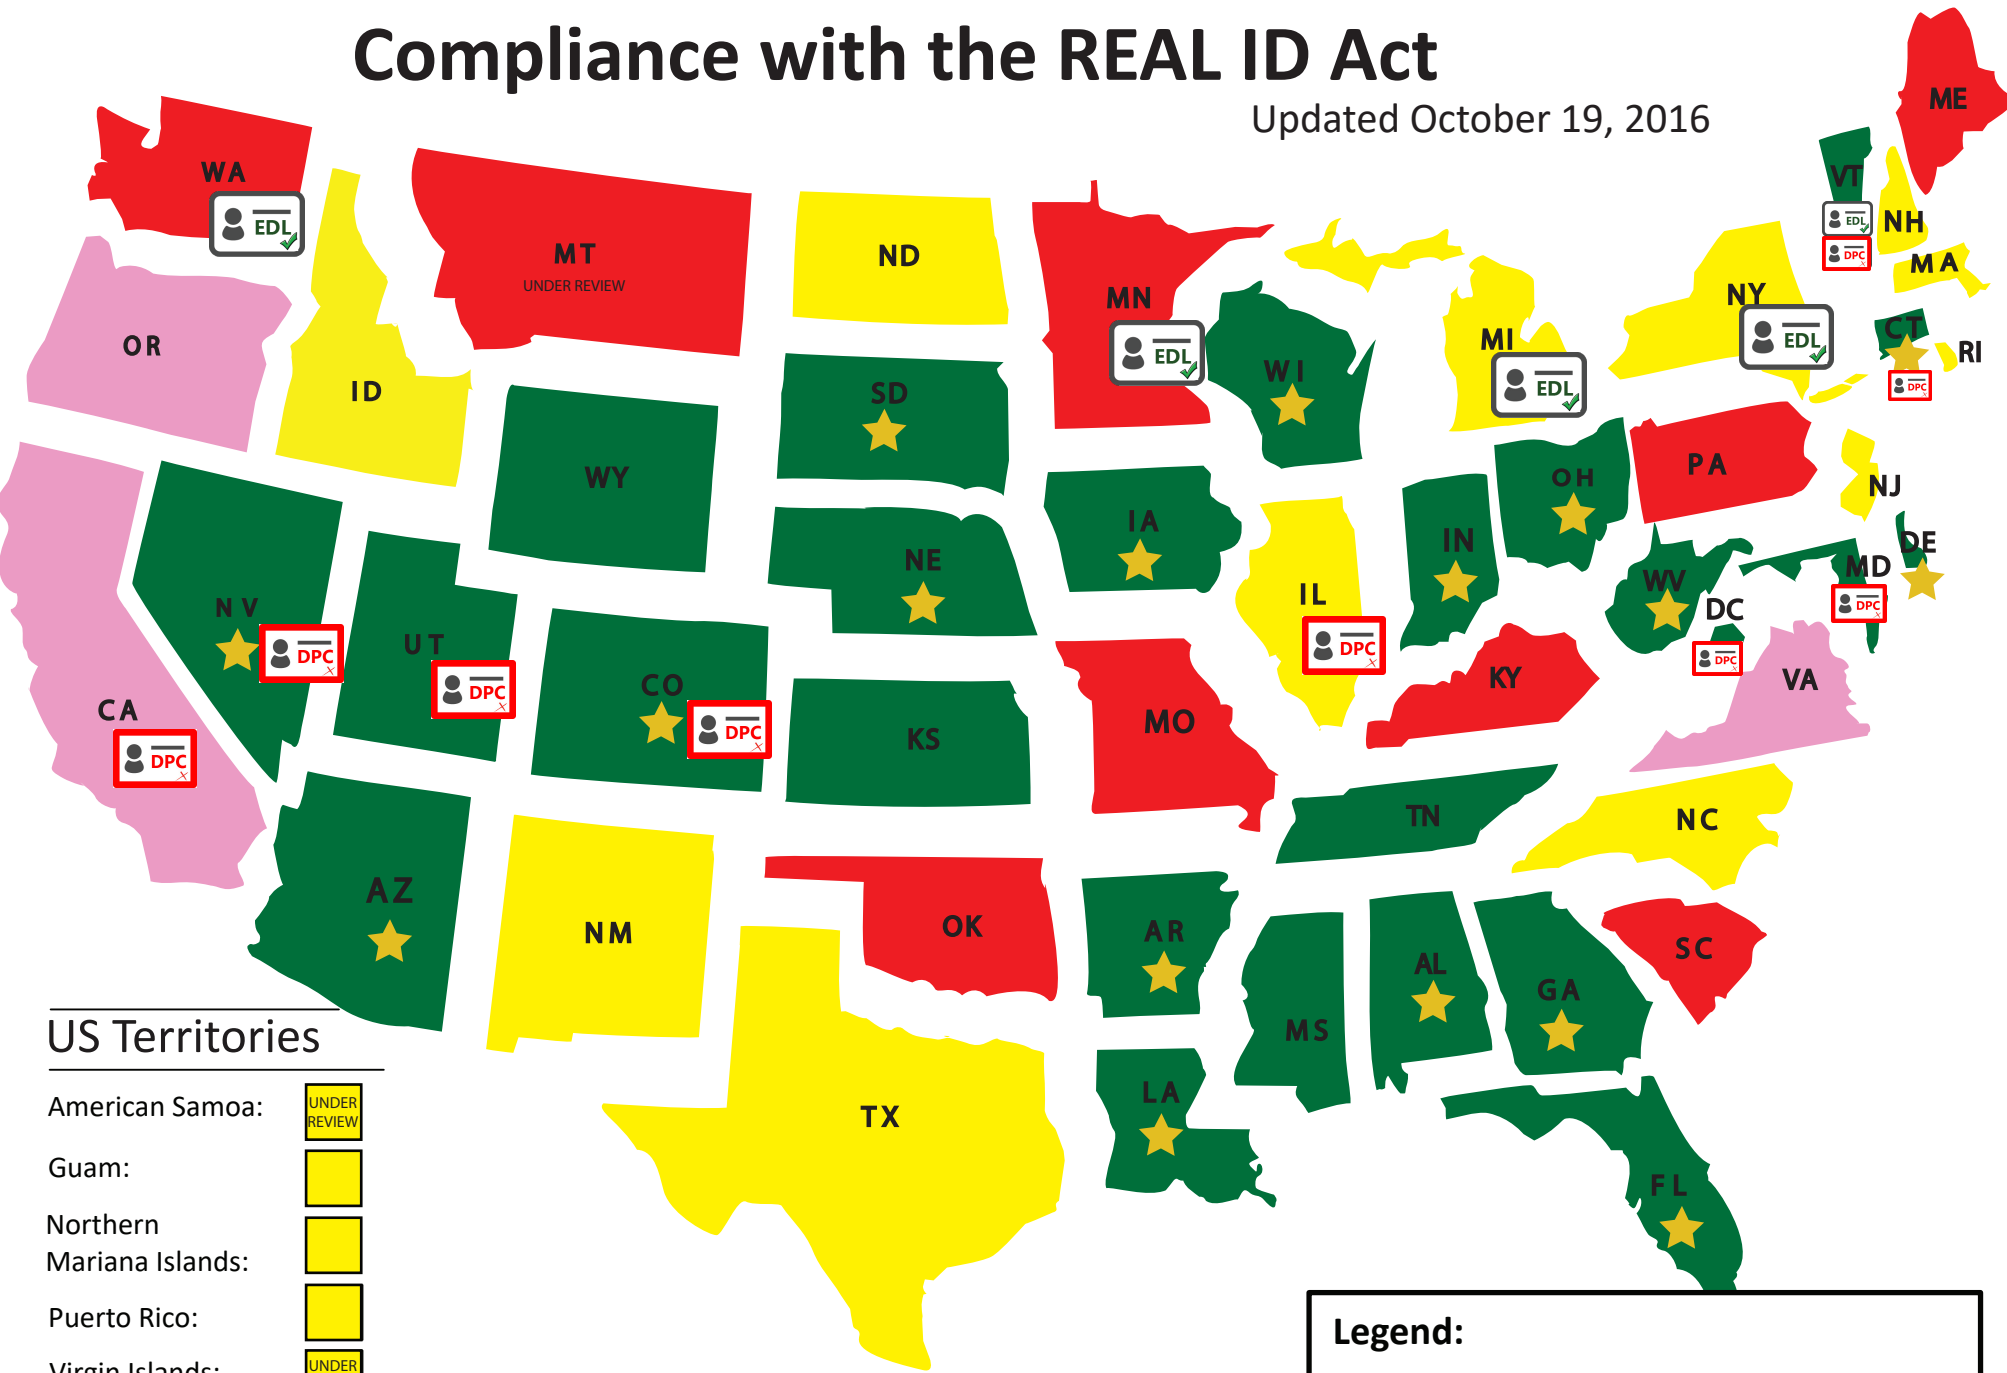 Compliance with the REAL ID Act
Updated October 19, 2016
ME
WA
EDL
VT
EDL
DPC
NH
MT
UNDER REVIEW
ND
MN
EDL
MA
NY
EDL
OR
ID
MI
EDL
CT
DPC
RI
WI
SD
WY
PA
OH
NJ
IA
IN
NE
DE
MD
DPC
WV
DC
DPC
IL
DPC
NV
DPC
UT
DPC
CO
DPC
KY
VA
CA
DPC
MO
KS
TN
NC
AZ
NM
OK
AR
SC
AL
GA
MS
LA
TX
FL
US Territories
American Samoa:
UNDER
REVIEW
Guam:
Northern
Mariana Islands:
Puerto Rico:
Virgin Islands:
UNDER
Legend: